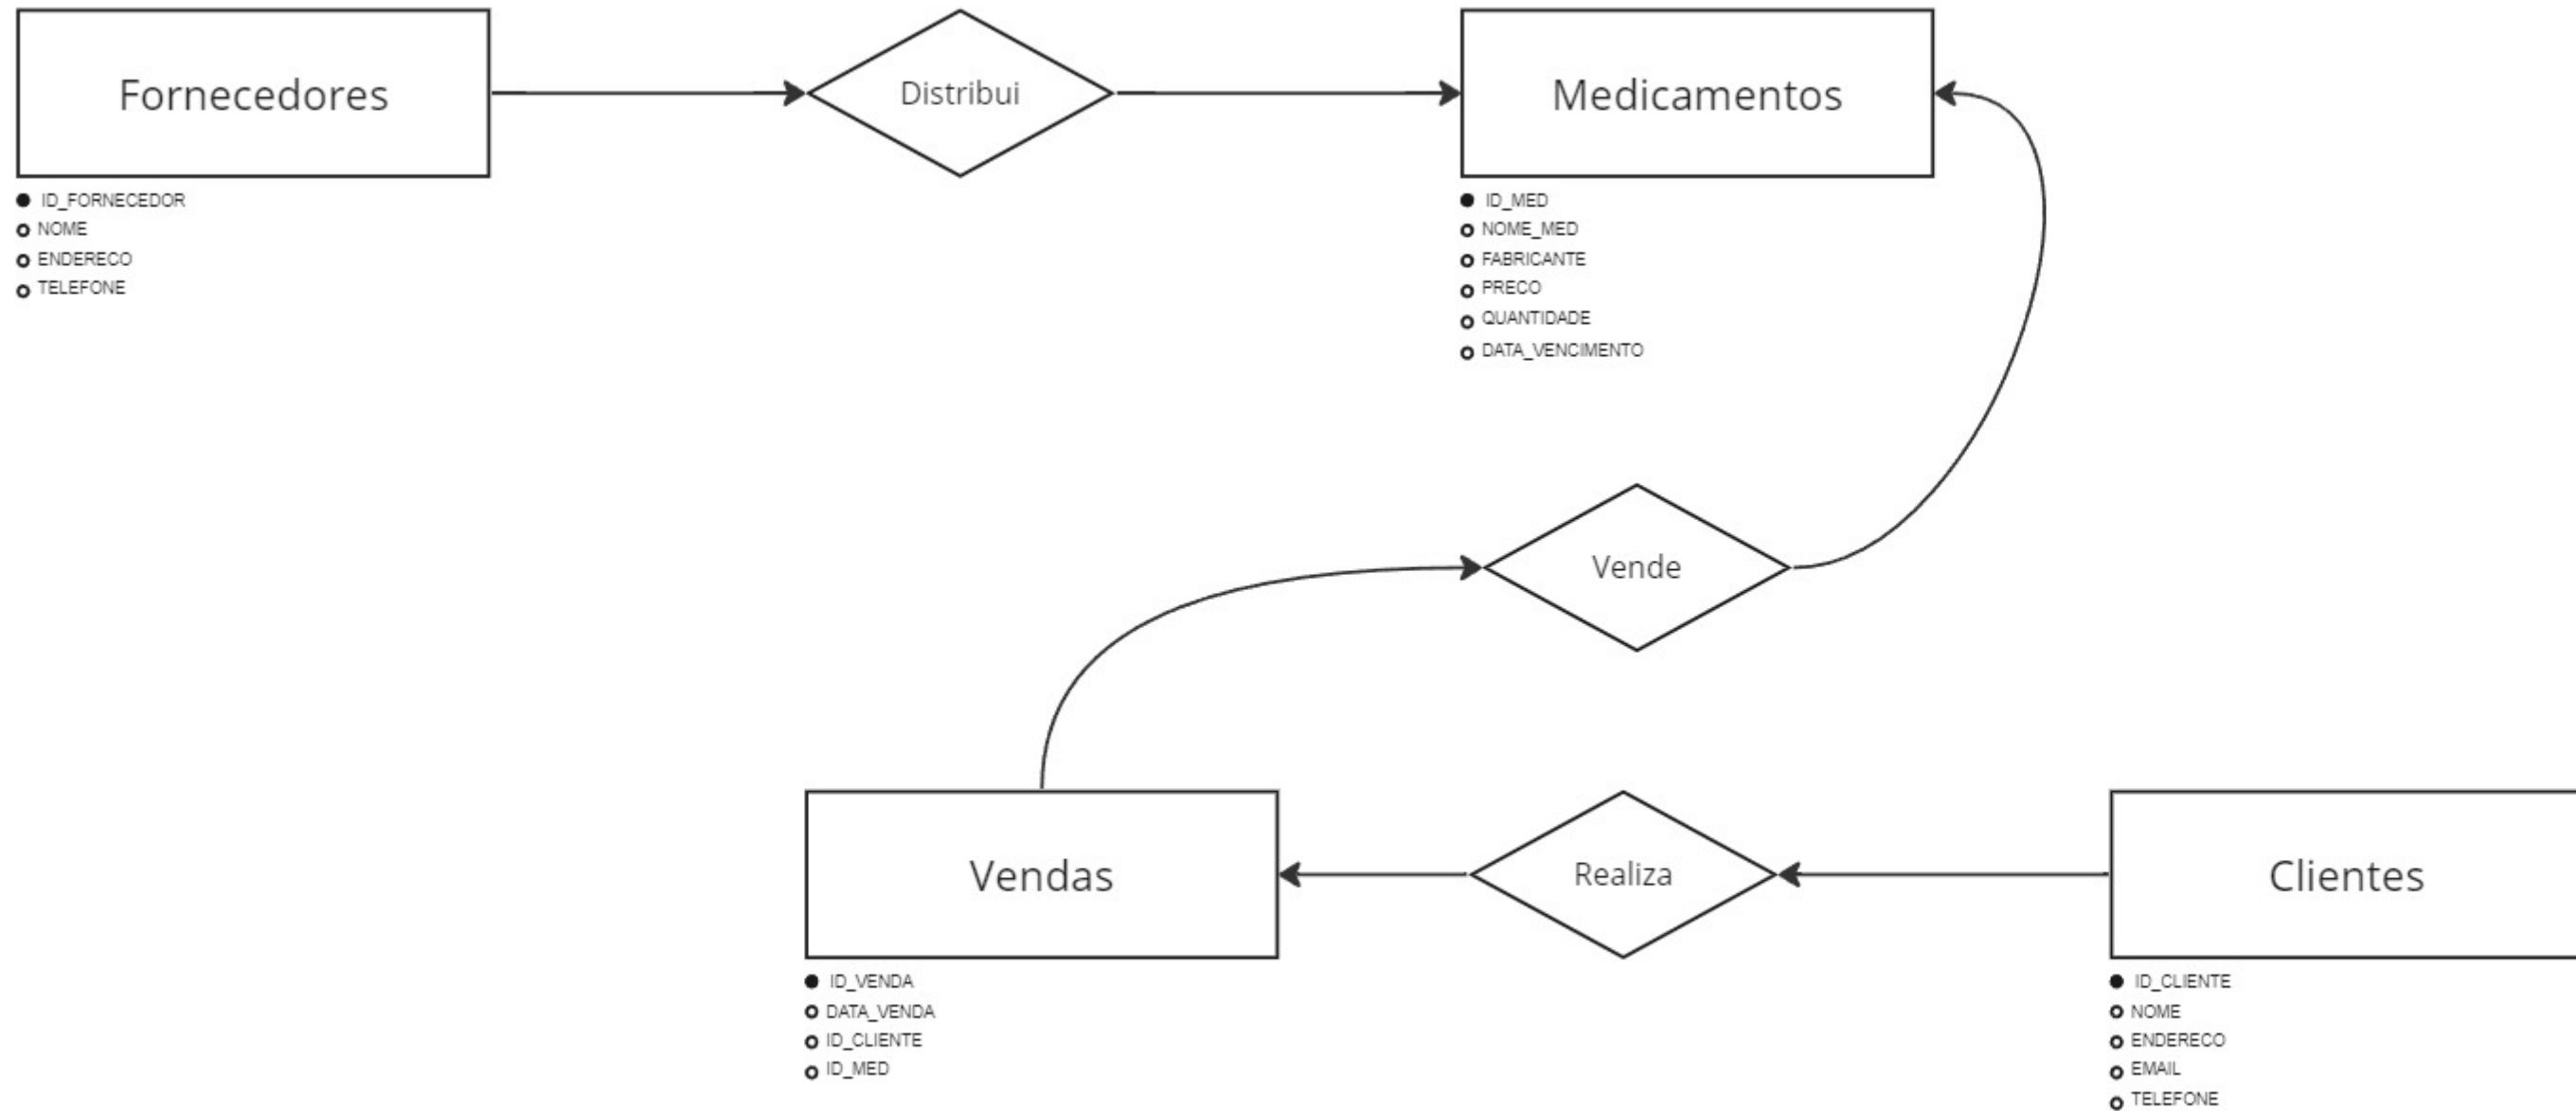 Fornecedores
Distribui
Medicamentos
ID_FORNECEDOR
NOME
ENDERECO
TELEFONE
ID_MED
NOME_MED
FABRICANTE
PRECO
QUANTIDADE
DATA_VENCIMENTO
Vende
Vendas
Realiza
Clientes
ID_VENDA
DATA_VENDA
ID_CLIENTE
ID_MED
ID_CLIENTE
NOME
ENDERECO
EMAIL
TELEFONE